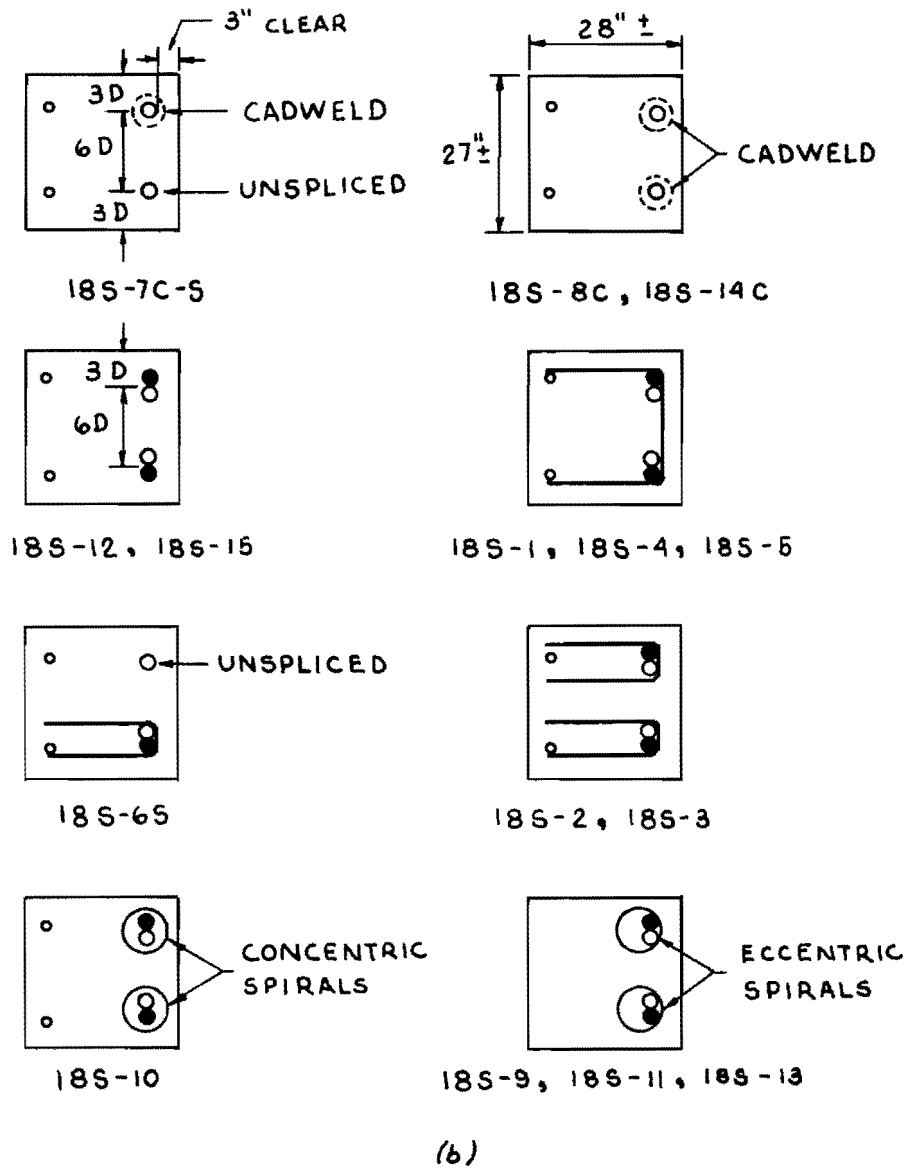 3" CLEAR
3D
CADWELD
6D
UNSPLICED
3D
18S-7C-S
28" ±
27" ±
CADWELD
18S-8C, 18S-14C
3D
6D
18S-12, 18S-15
18S-1, 18S-4, 18S-5
UNSPLICED
18S-6S
18S-2, 18S-3
CONCENTRIC
SPIRALS
18S-10
ECCENTRIC
SPIRALS
18S-9, 18S-11, 18S-13
(b)